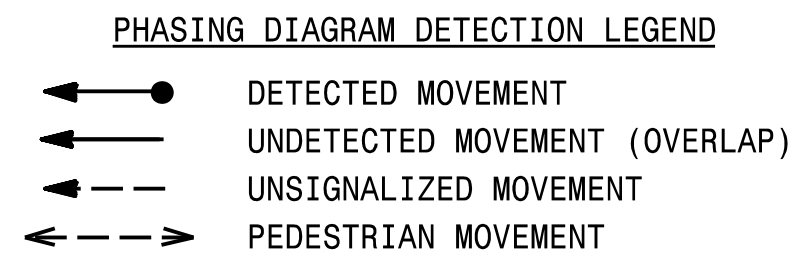 PHASING DIAGRAM DETECTION LEGEND
DETECTED MOVEMENT
UNDETECTED MOVEMENT (OVERLAP)
UNSIGNALIZED MOVEMENT
PEDESTRIAN MOVEMENT